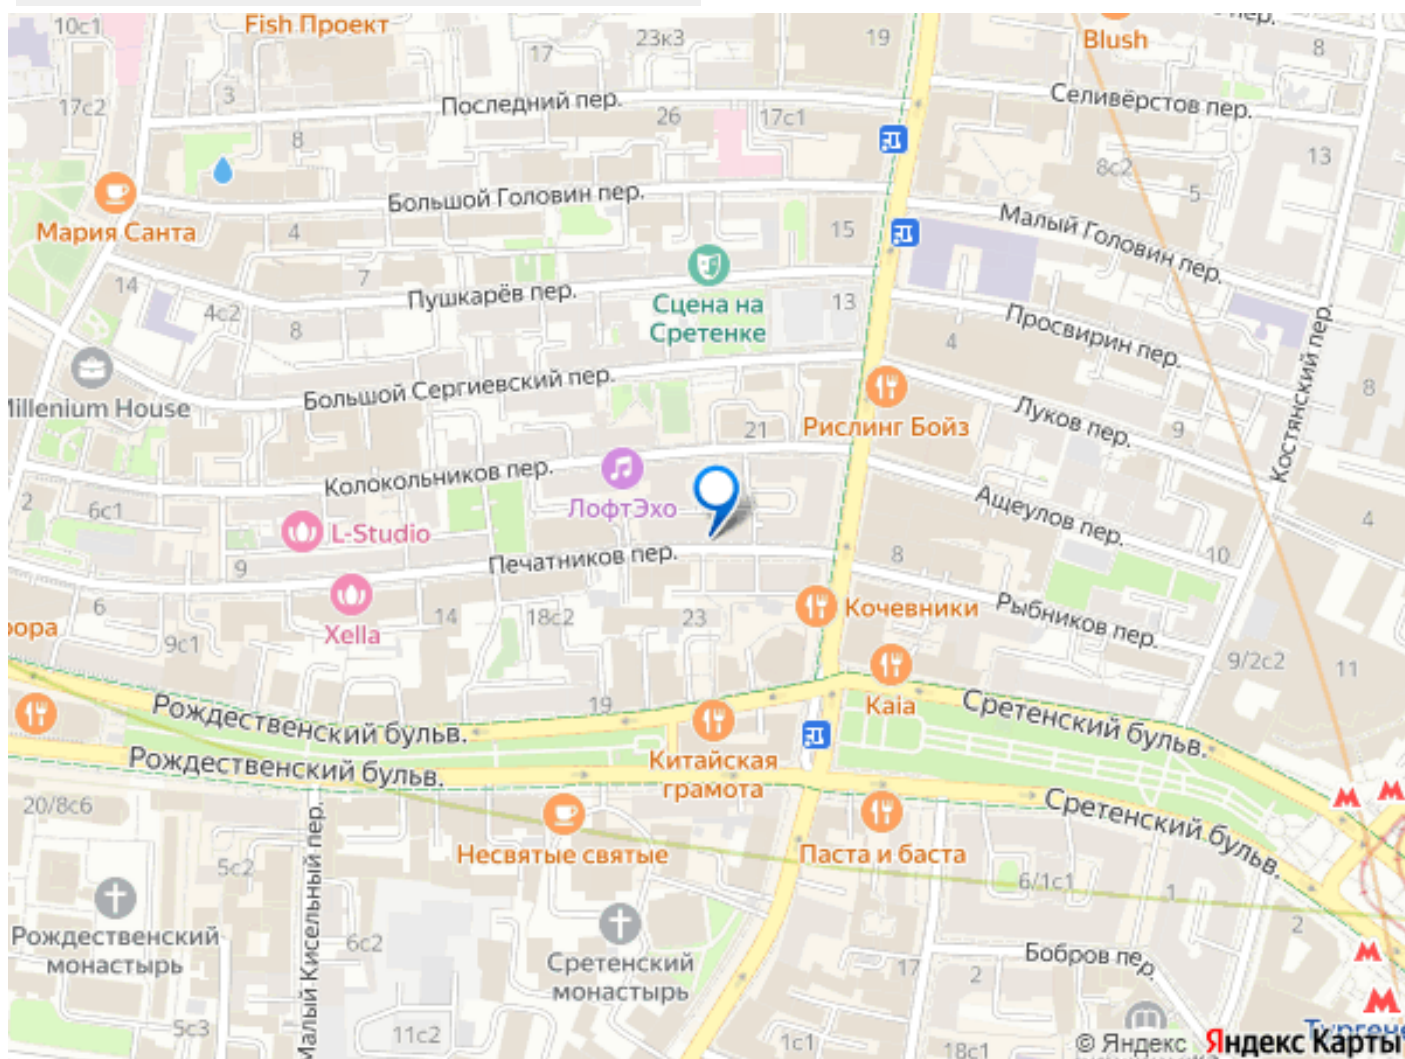 10с1
Fish Проект
17
23к3
19
Blush
пер.
8
17с2
3
Последний пер.
26
17с1
Селивёрстов пер.
8
8с2
13
5
Большой Головин пер.
Мария Санта
4
15
Малый Головин пер.
14
7
Пушкарёв пер.
Сцена на
Сретенке
13
4с2
8
4
Просвирин пер.
Костянский пер.
8
Millenium House
Большой Сергиевский пер.
21
Рислинг Бойз
Луков пер.
9
2
6с1
Колокольников пер.
ЛофтЭхо
Ашеулов пер.
4
L-Studio
9
Печатников пер.
8
10
6
Xella
14
18с2
23
Кочевники
Рыбников пер.
9с1
9/2с2
11
19
Рождественский бульв.
Kaia
Сретенский бульв.
Рождественский бульв.
Китайская
грамота
20/8с6
Сретенский бульв.
Малый Кисельный пер.
Несвятые святые
Паста и баста
5с2
6/1с1
1
2
Рождественский
монастырь
6с2
Сретенский
монастырь
17
2
Бобров пер.
5с3
11с2
1с1
18с1
© Яндекс Яндекс Карты